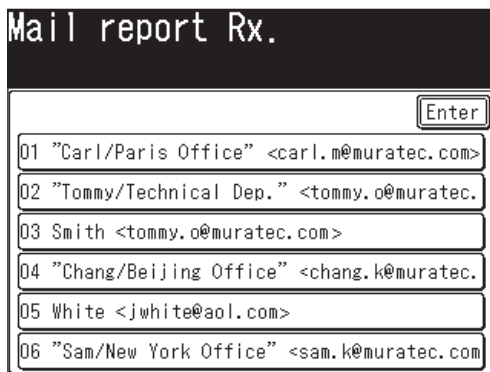 Mail report Rx.
Enter
01 "Carl/Paris Office" <carl.m@muratec.com>
02 "Tommy/Technical Dep." <tommy.o@muratec.
03 Smith <tommy.o@muratec.com>
04 "Chang/Beijing Office" <chang.k@muratec.
05 White <jwhite@aol.com>
06 "Sam/New York Office" <sam.k@muratec.com